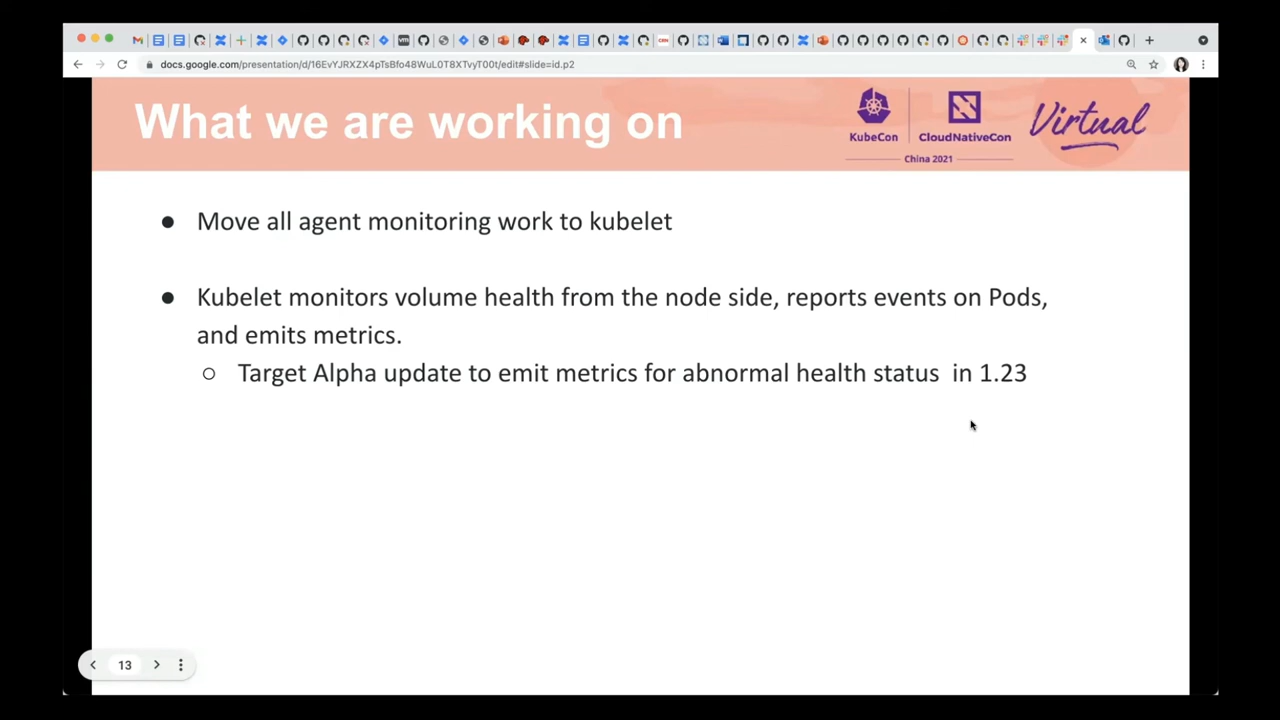 docs.google.com/presentation/d/16EvYJRXZX4pTsBfo48WuL0T8XTvyT00t/edit#slide=id.p2
What we are working on
KubeCon
CloudNativeCon
China 2021
Virtual
● Move all agent monitoring work to kubelet
● Kubelet monitors volume health from the node side, reports events on Pods,
and emits metrics.
○ Target Alpha update to emit metrics for abnormal health status in 1.23
13